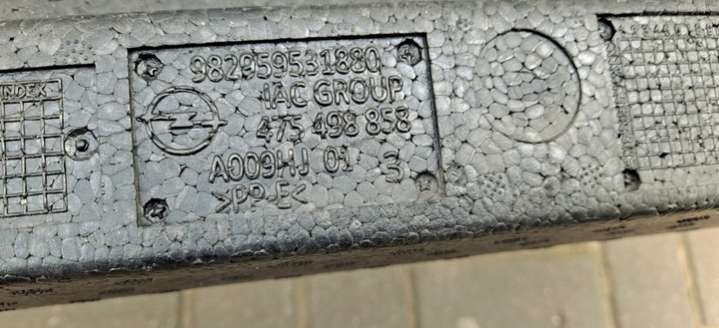 982959531880
IAC GROUP
475 498 858
A009HJ 01 3
>PP-E<
INDEX